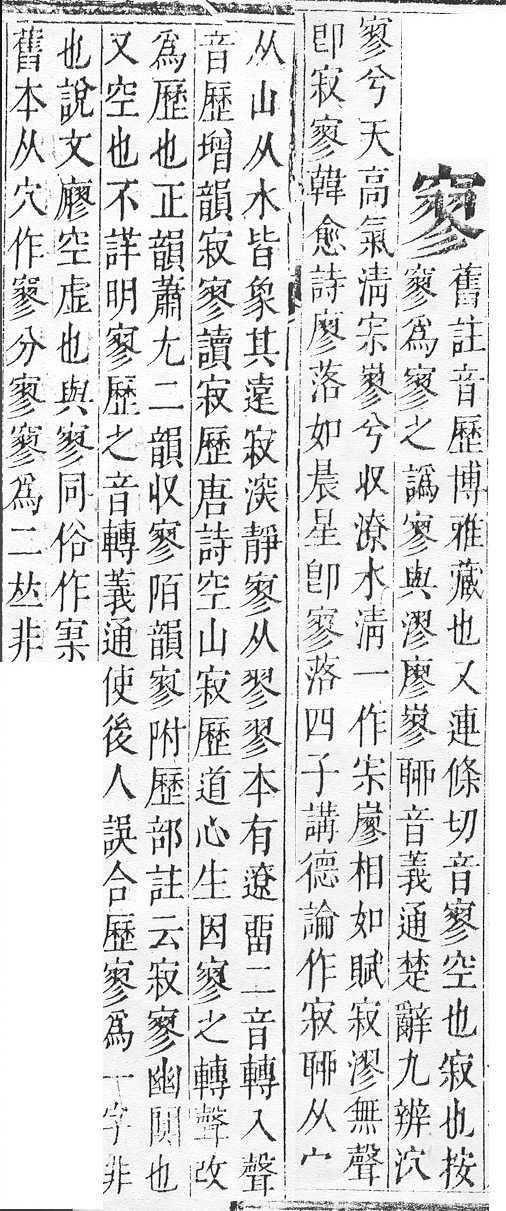 寥
舊註音歷博雅藏也又連條切音寥空也寂也按
寥爲寥之譌寥與漻廖嵺聊音義通楚辭九辨泬
寥兮天高氣淸宗嵺兮收潦水淸一作宗廫相如賦寂漻無聲
卽寂寥韓愈詩廖落如晨星卽寥落四子講德論作寂聊从宀
从山从水皆象其遠寂深靜寥从翏翏本有遼畱二音轉入聲
音歷增韻寂寥讀寂歷唐詩空山寂歷道心生因寥之轉聲改
爲歷也正韻蕭尤二韻収寥陌韻寥附歷部註云寂寥幽閴也
又空也不詳明寥歷之音轉義通使後人誤合歷寥爲一字非
也說文廫空虛也與寥同俗作寡
舊本从穴作寥分寥寥爲二𠀤非